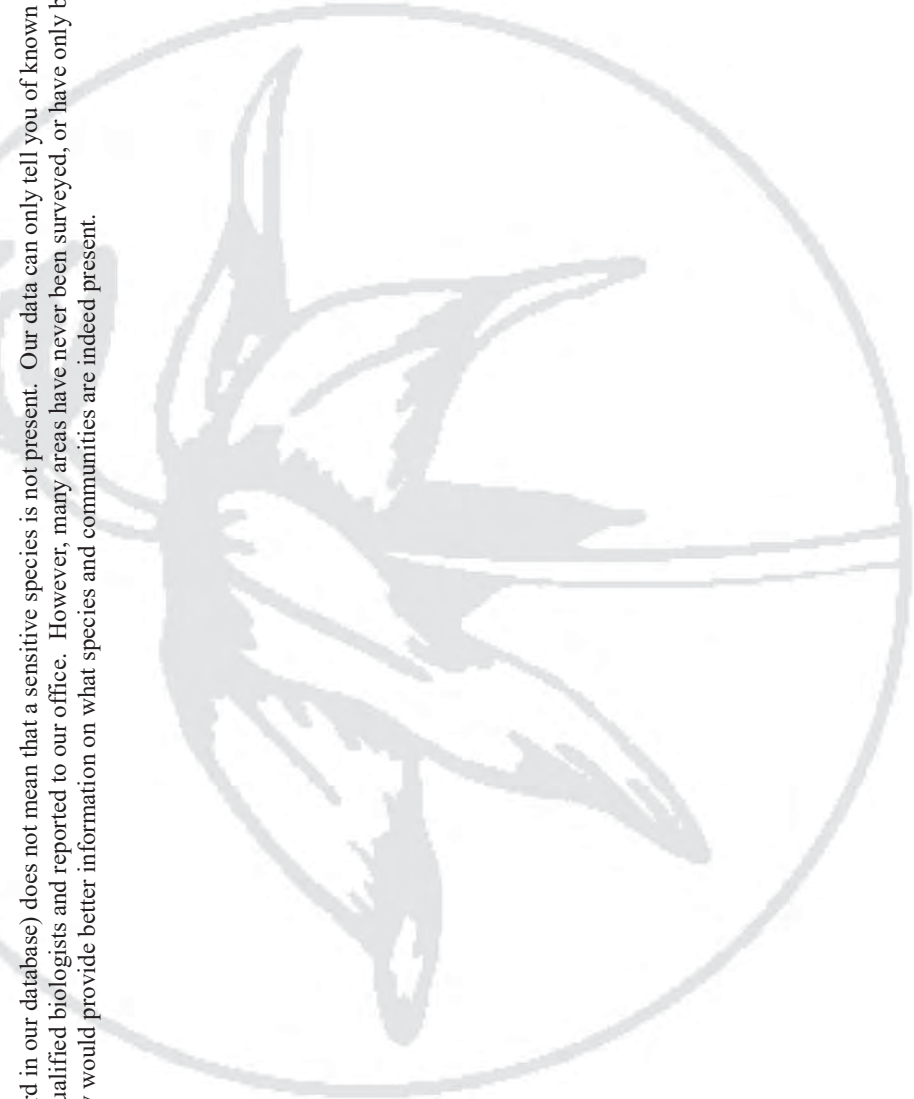 rd in our database) does not mean that a sensitive species is not present. Our data can only tell you of known
ualified biologists and reported to our office. However, many areas have never been surveyed, or have only b
y would provide better information on what species and communities are indeed present.